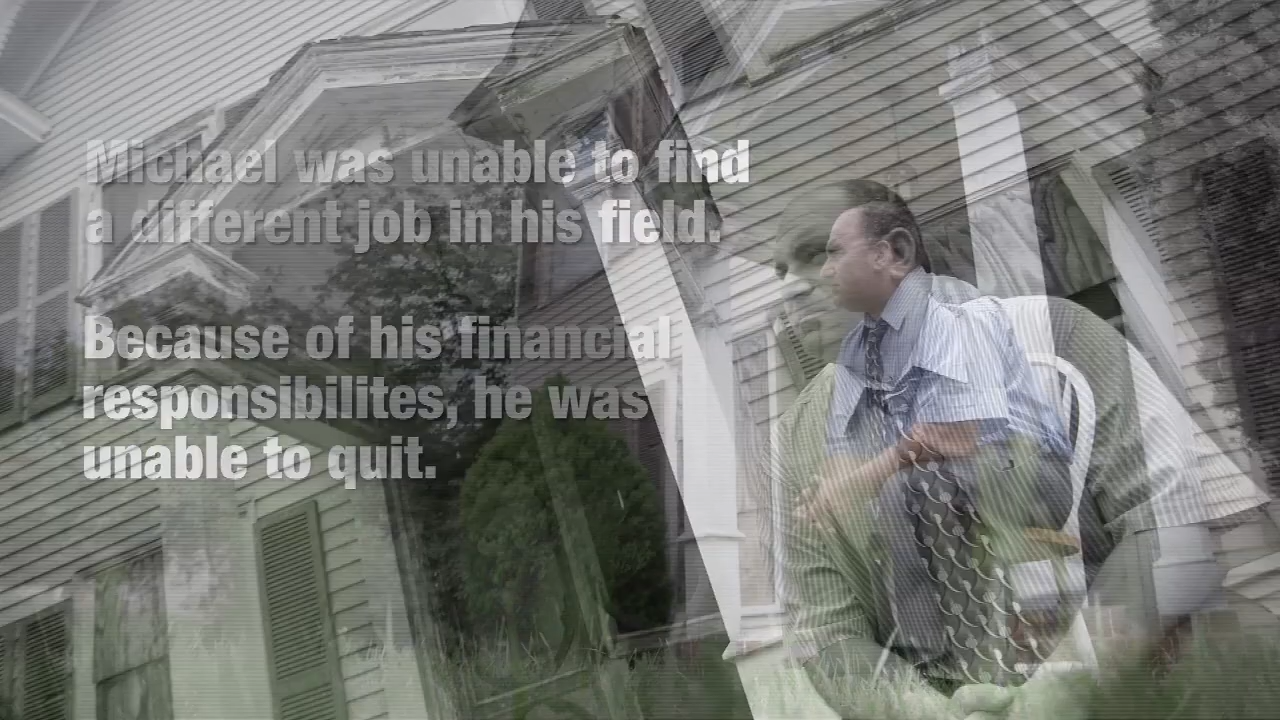 Michael was unable to find
a different job in his field.
Because of his financial
responsibilites, he was
unable to quit.